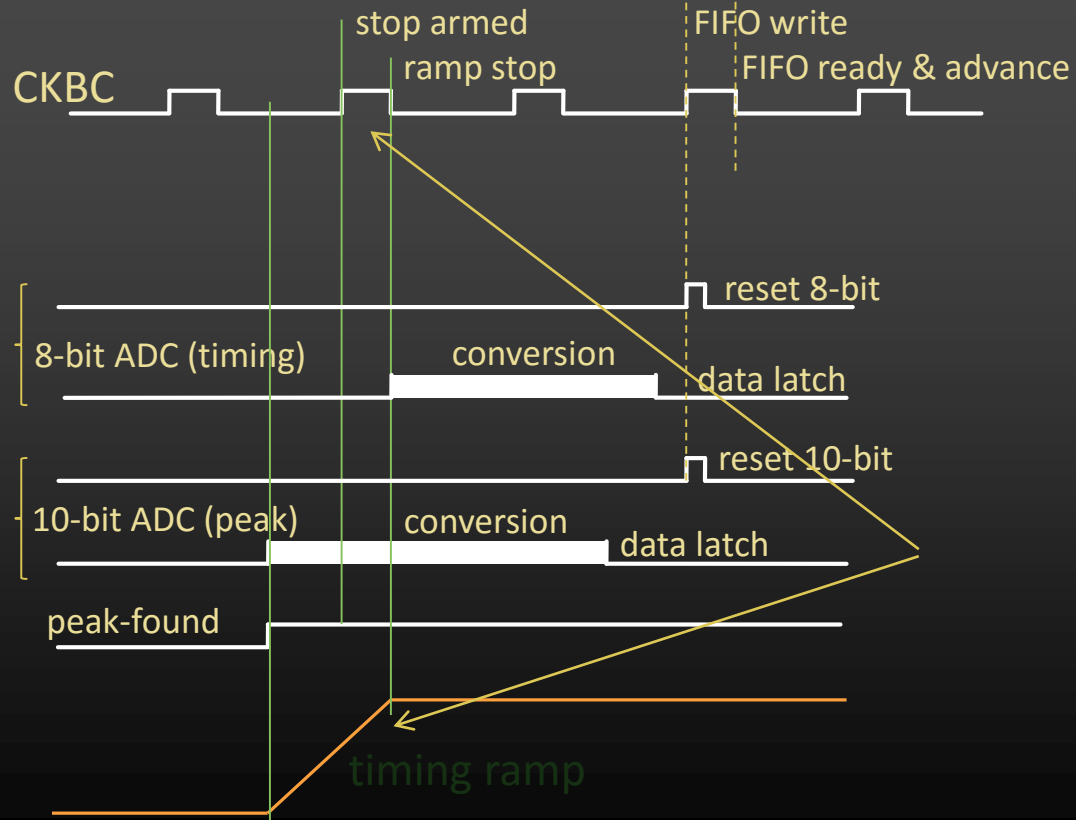 stop armed
FIFO write
ramp stop
FIFO ready & advance
CKBC
reset 8-bit
8-bit ADC (timing)
conversion
data latch
reset 10-bit
10-bit ADC (peak)
conversion
data latch
peak-found
timing ramp